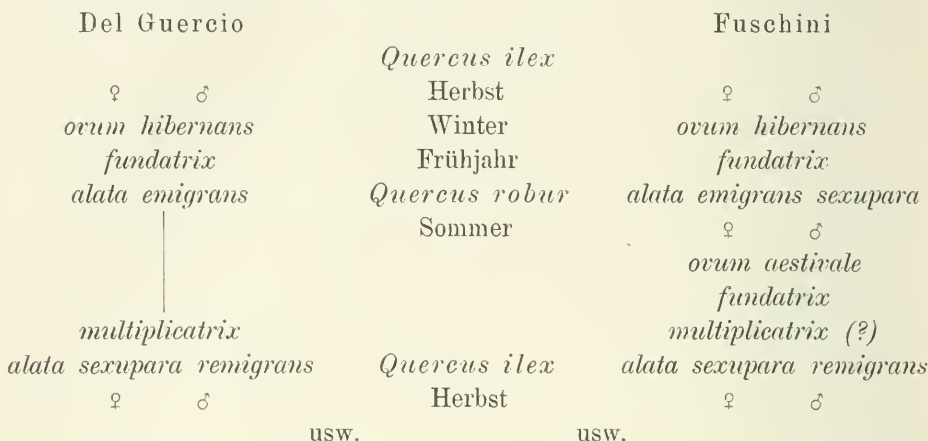 Del Guercio Fuschini
Quercus ilex
♀ ♂ Herbst ♀ ♂
ovum hibernans Winter ovum hibernans
fundatrix Frühjahr fundatrix
alata emigrans Quercus robur alata emigrans sexupara
Sommer ♀ ♂
ovum aestivale
fundatrix
multiplicatrix multiplicatrix (?)
alata sexupara remigrans Quercus ilex alata sexupara remigrans
♀ ♂ Herbst ♀ ♂
usw. usw.